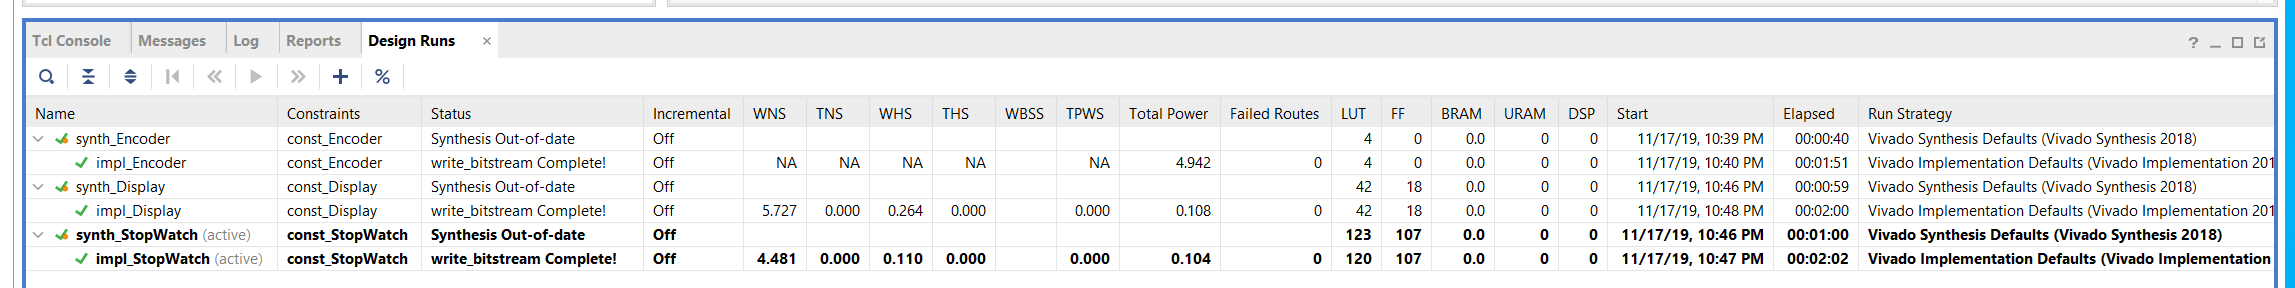 Tcl Console Messages Log Reports Design Runs ×
?
%
Name Constraints Status Incremental WNS TNS WHS THS WBSS TPWS Total Power Failed Routes LUT FF BRAM URAM DSP Start Elapsed Run Strategy
synth_Encoder const_Encoder Synthesis Out-of-date Off 4 0 0.0 0 0 11/17/19, 10:39 PM 00:00:40 Vivado Synthesis Defaults (Vivado Synthesis 2018)
impl_Encoder const_Encoder write_bitstream Complete! Off NA NA NA NA NA 4.942 0 4 0 0.0 0 0 11/17/19, 10:40 PM 00:01:51 Vivado Implementation Defaults (Vivado Implementation 201
synth_Display const_Display Synthesis Out-of-date Off 42 18 0.0 0 0 11/17/19, 10:46 PM 00:00:59 Vivado Synthesis Defaults (Vivado Synthesis 2018)
impl_Display const_Display write_bitstream Complete! Off 5.727 0.000 0.264 0.000 0.000 0.108 0 42 18 0.0 0 0 11/17/19, 10:48 PM 00:02:00 Vivado Implementation Defaults (Vivado Implementation 201
synth_StopWatch (active) const_StopWatch Synthesis Out-of-date Off 123 107 0.0 0 0 11/17/19, 10:46 PM 00:01:00 Vivado Synthesis Defaults (Vivado Synthesis 2018)
impl_StopWatch (active) const_StopWatch write_bitstream Complete! Off 4.481 0.000 0.110 0.000 0.000 0.104 0 120 107 0.0 0 0 11/17/19, 10:47 PM 00:02:02 Vivado Implementation Defaults (Vivado Implementation